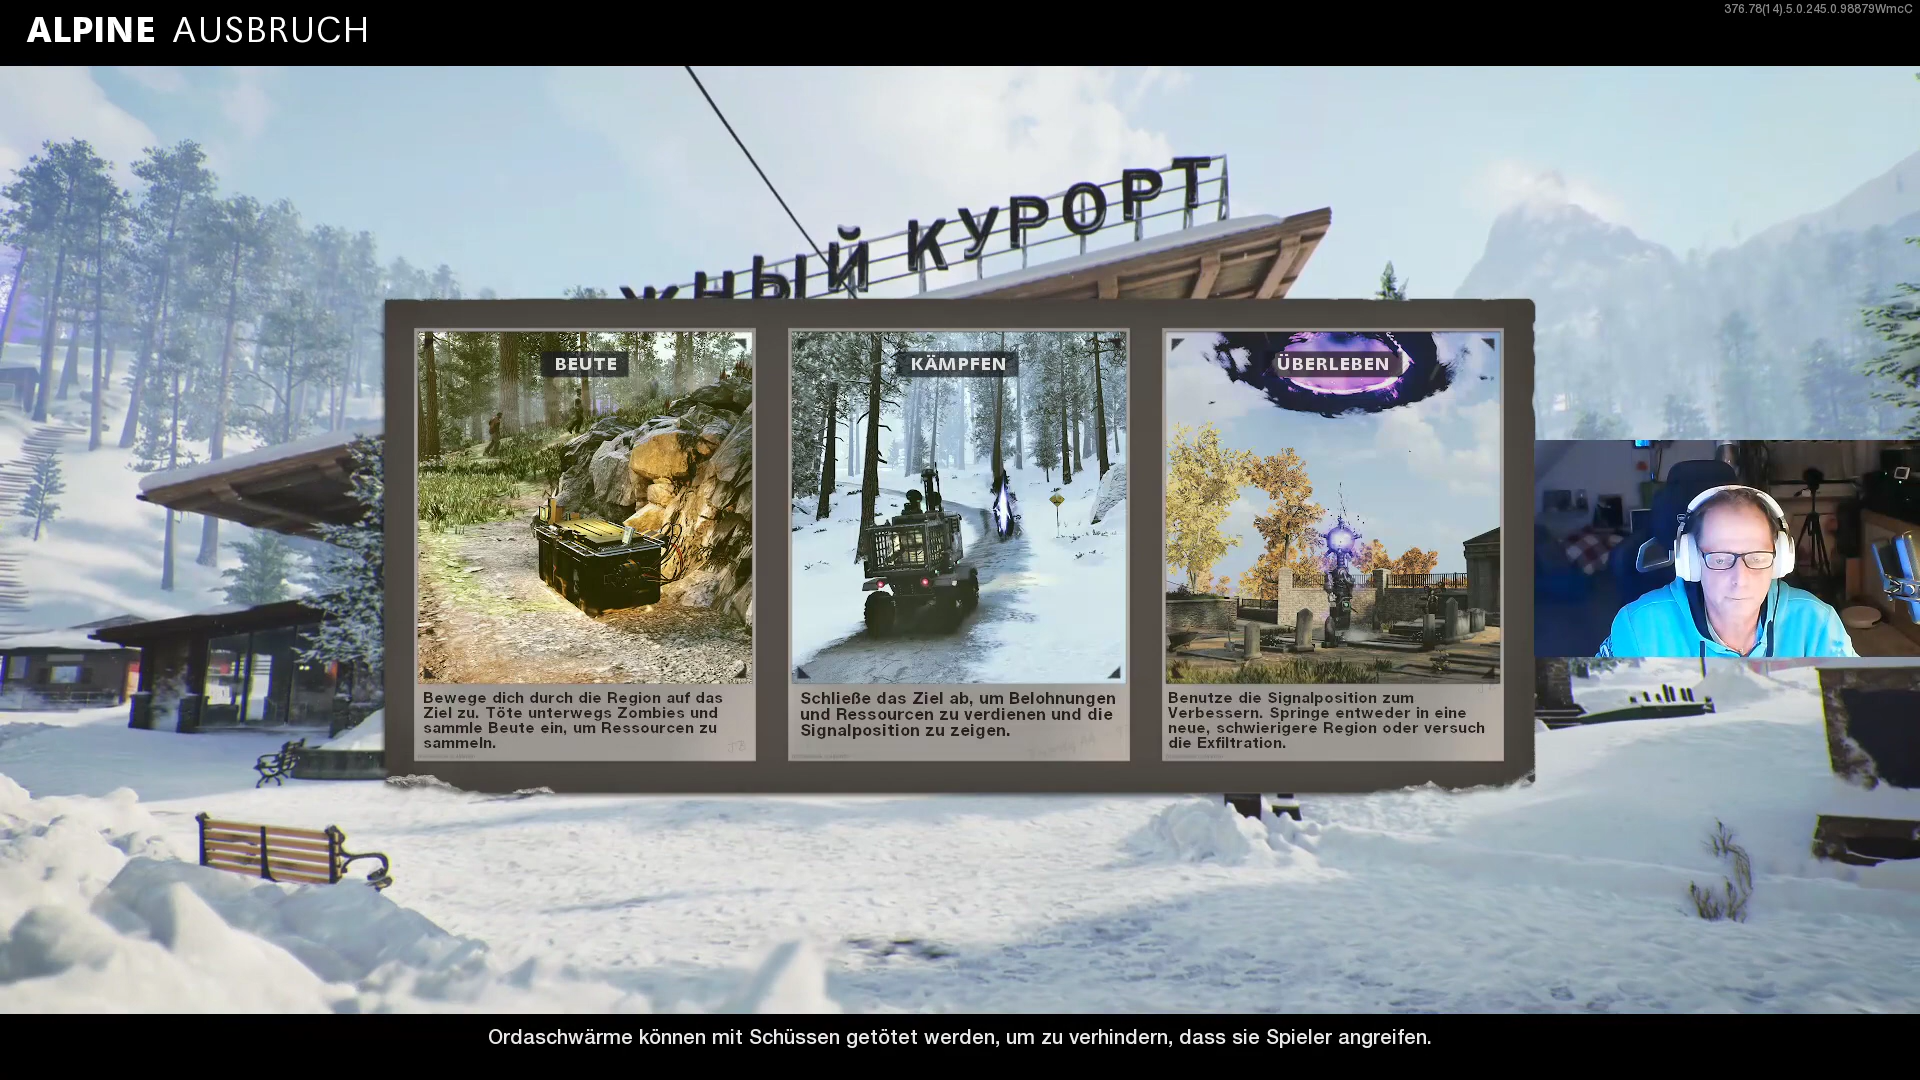 ALPINE AUSBRUCH
376.78(14).5.0.245.0.98879WmcC
ЖНЫЙ КУРОРТ
BEUTE
Bewege dich durch die Region auf das
Ziel zu. Töte unterwegs Zombies und
sammle Beute ein, um Ressourcen zu
sammeln.
KÄMPFEN
Schließe das Ziel ab, um Belohnungen
und Ressourcen zu verdienen und die
Signalposition zu zeigen.
ÜBERLEBEN
Benutze die Signalposition zum
Verbessern. Springe entweder in eine
neue, schwierigere Region oder versuch
die Exfiltration.
Ordaschwärme können mit Schüssen getötet werden, um zu verhindern, dass sie Spieler angreifen.